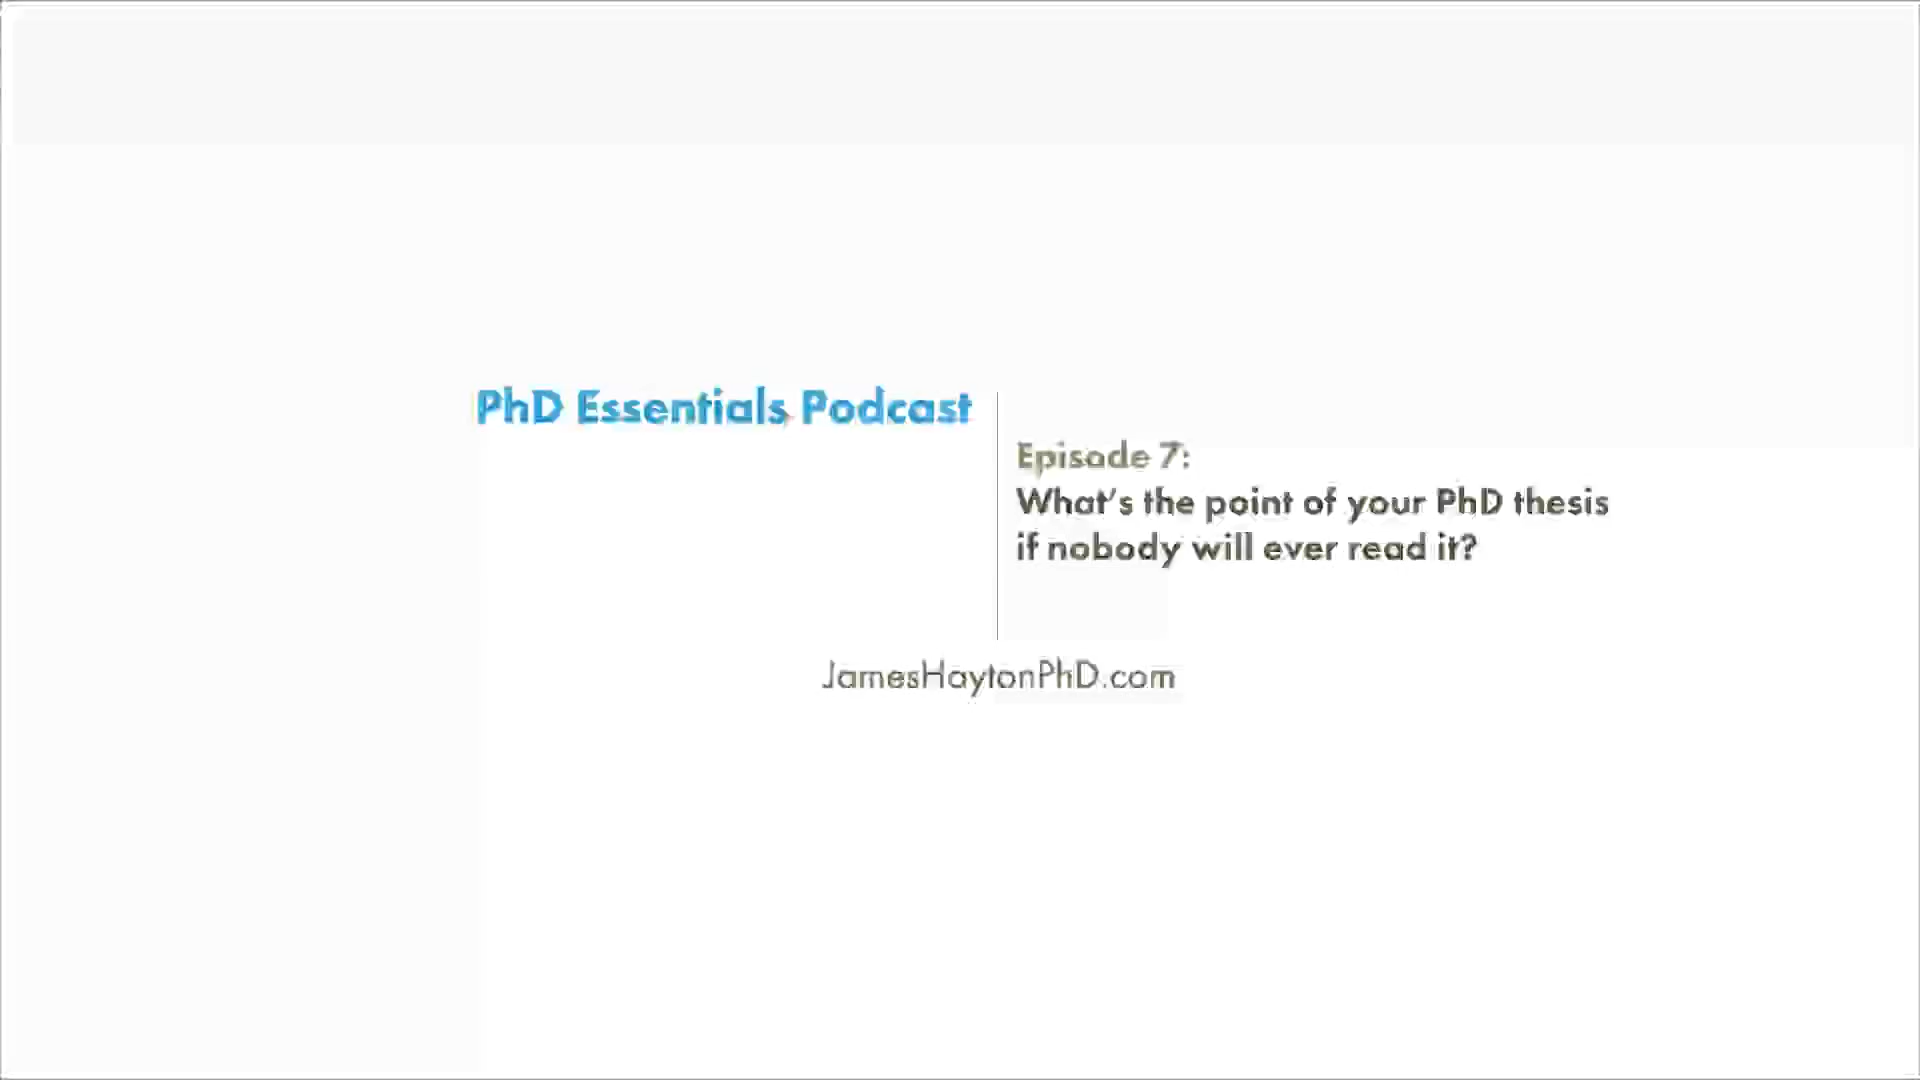 PhD Essentials Podcast
Episode 7:
What's the point of your PhD thesis
if nobody will ever read it?
JamesHaytonPhD.com